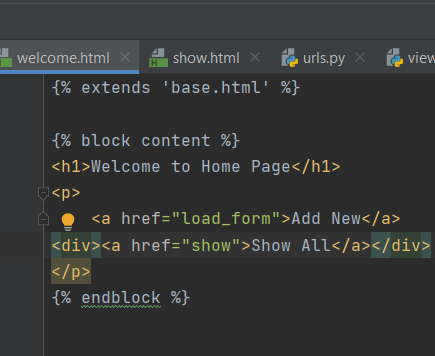 welcome.html show.html urls.py view
{% extends 'base.html' %}
{% block content %}
<h1>Welcome to Home Page</h1>
<p>
<a href="load_form">Add New</a>
<div><a href="show">Show All</a></div>
</p>
{% endblock %}